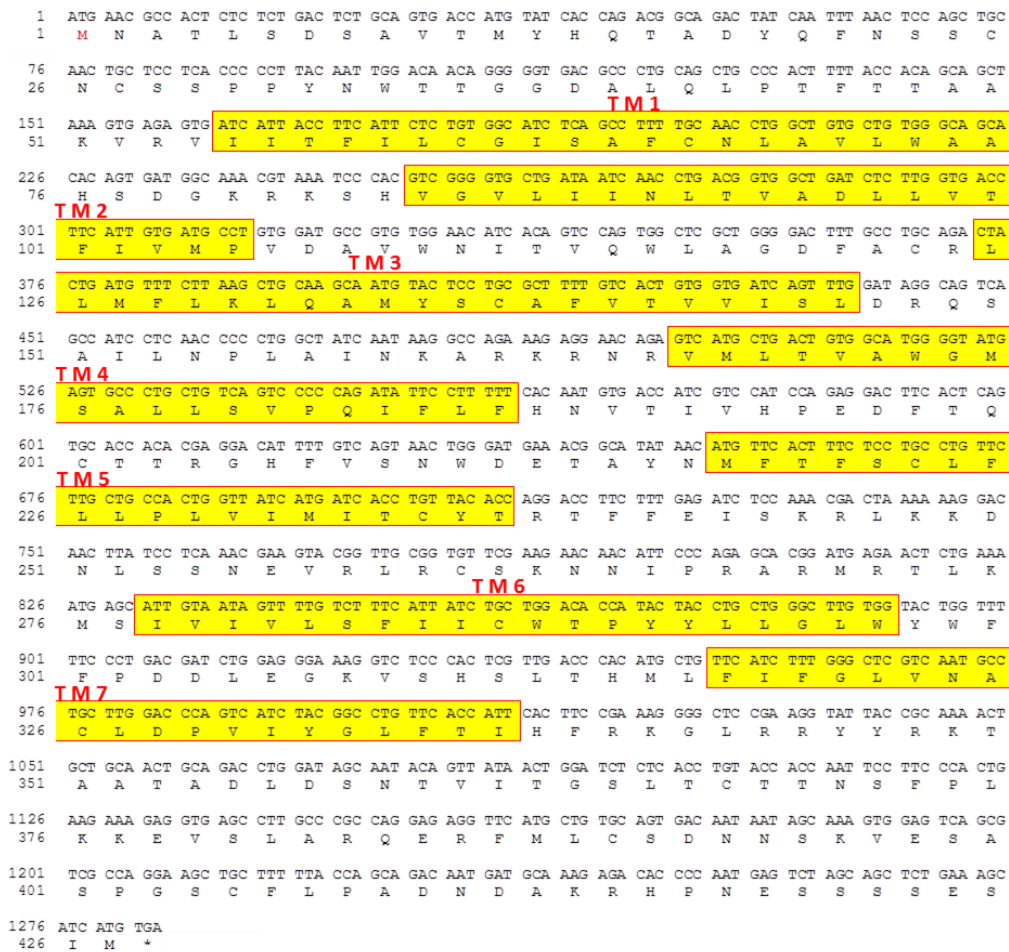 1 ATG AAC GCC ACT CTC TCT GAC TCT GCA GTG ACC ATG TAT CAC CAG ACG GCA GAC TAT CAA TTT AAC TCC AGC TGC
1 M N A T L S D S A V T M Y H Q T A D Y Q F N S S C
76 AAC TGC TCC TCA CCC CCT TAC AAT TGG ACA ACA GGG GGT GAC GCC CTG CAG CTG CCC ACT TTT ACC ACA GCA GCT
26 N C S S P P Y N W T T G G D A L Q L P T F T T A A
TM1
151 AAA GTG AGA GTG ATC ATT ACC TTC ATT CTC TGT GGC ATC TCA GCC TTT TGC AAC CTG GCT GTG CTG TGG GCA GCA
51 K V R V I I T F I L C G I S A F C N L A V L W A A
226 CAC AGT GAT GGC AAA CGT AAA TCC CAC GTC GGG GTG CTG ATA ATC AAC CTG ACG GTG GCT GAT CTC TTG GTG ACC
76 H S D G K R K S H V G V L I I N L T V A D L L V T
TM2
301 TTC ATT GTG ATG CCT GTG GAT GCC GTG TGG AAC ATC ACA GTC CAG TGG CTC GCT GGG GAC TTT GCC TGC AGA CTA
101 F I V M P V D A V W N I T V Q W L A G D F A C R L
TM3
376 CTG ATG TTT CTT AAG CTG CAA GCA ATG TAC TCC TGC GCT TTT GTC ACT GTG GTG ATC AGT TTG GAT AGG CAG TCA
126 L M F L K L Q A M Y S C A F V T V V I S L D R Q S
451 GCC ATC CTC AAC CCC CTG GCT ATC AAT AAG GCC AGA AAG AGG AAC AGA GTC ATG CTG ACT GTG GCA TGG GGT ATG
151 A I L N P L A I N K A R K R N R V M L T V A W G M
TM4
526 AGT GCC CTG CTG TCA GTC CCC CAG ATA TTC CTT TTT CAC AAT GTG ACC ATC GTC CAT CCA GAG GAC TTC ACT CAG
176 S A L L S V P Q I F L F H N V T I V H P E D F T Q
601 TGC ACC ACA CGA GGA CAT TTT GTC AGT AAC TGG GAT GAA ACG GCA TAT AAC ATG TTC ACT TTC TCC TGC CTG TTC
201 C T T R G H F V S N W D E T A Y N M F T F S C L F
TM5
676 TTG CTG CCA CTG GTT ATC ATG ATC ACC TGT TAC ACC AGG ACC TTC TTT GAG ATC TCC AAA CGA CTA AAA AAG GAC
226 L L P L V I M I T C Y T R T F F E I S K R L K K D
751 AAC TTA TCC TCA AAC GAA GTA CGG TTG CGG TGT TCG AAG AAC AAC ATT CCC AGA GCA CGG ATG AGA ACT CTG AAA
251 N L S S N E V R L R C S K N N I P R A R M R T L K
TM6
826 ATG AGC ATT GTA ATA GTT TTG TCT TTC ATT ATC TGC TGG ACA CCA TAC TAC CTG CTG GGC TTG TGG TAC TGG TTT
276 M S I V I V L S F I I C W T P Y Y L L G L W Y W F
901 TTC CCT GAC GAT CTG GAG GGA AAG GTC TCC CAC TCG TTG ACC CAC ATG CTG TTC ATC TTT GGG CTC GTC AAT GCC
301 F P D D L E G K V S H S L T H M L F I F G L V N A
TM7
976 TGC TTG GAC CCA GTC ATC TAC GGC CTG TTC ACC ATT CAC TTC CGA AAG GGG CTC CGA AGG TAT TAC CGC AAA ACT
326 C L D P V I Y G L F T I H F R K G L R R Y Y R K T
1051 GCT GCA ACT GCA GAC CTG GAT AGC AAT ACA GTT ATA ACT GGA TCT CTC ACC TGT ACC ACC AAT TCC TTC CCA CTG
351 A A T A D L D S N T V I T G S L T C T T N S F P L
1126 AAG AAA GAG GTG AGC CTT GCC CGC CAG GAG AGG TTC ATG CTG TGC AGT GAC AAT AAT AGC AAA GTG GAG TCA GCG
376 K K E V S L A R Q E R F M L C S D N N S K V E S A
1201 TCG CCA GGA AGC TGC TTT TTA CCA GCA GAC AAT GAT GCA AAG AGA CAC CCC AAT GAG TCT AGC AGC TCT GAA AGC
401 S P G S C F L P A D N D A K R H P N E S S S S E S
1276 ATC ATG TGA
426 I M *